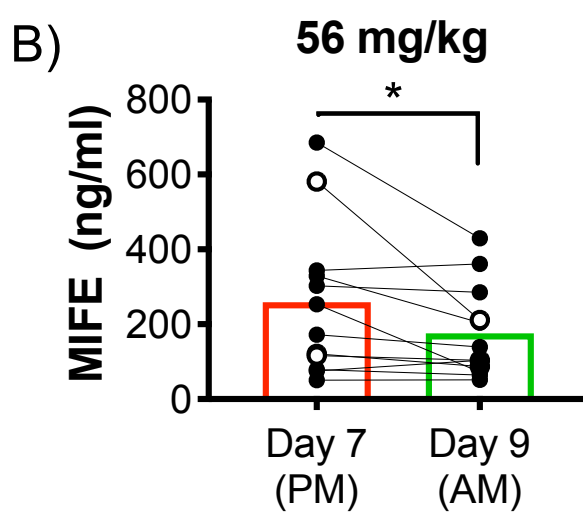 B)
56 mg/kg
*
MIFE (ng/ml)
800
600
400
200
0
Day 7
(PM)
Day 9
(AM)